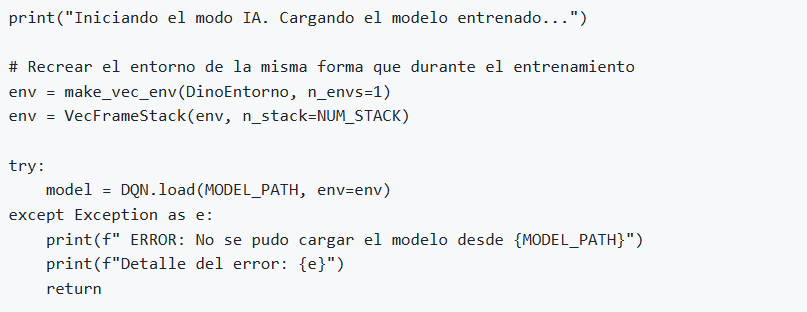 print("Iniciando el modo IA. Cargando el modelo entrenado...")
# Recrear el entorno de la misma forma que durante el entrenamiento
env = make_vec_env(DinoEntorno, n_envs=1)
env = VecFrameStack(env, n_stack=NUM_STACK)
try:
    model = DQN.load(MODEL_PATH, env=env)
except Exception as e:
    print(f" ERROR: No se pudo cargar el modelo desde {MODEL_PATH}")
    print(f"Detalle del error: {e}")
    return